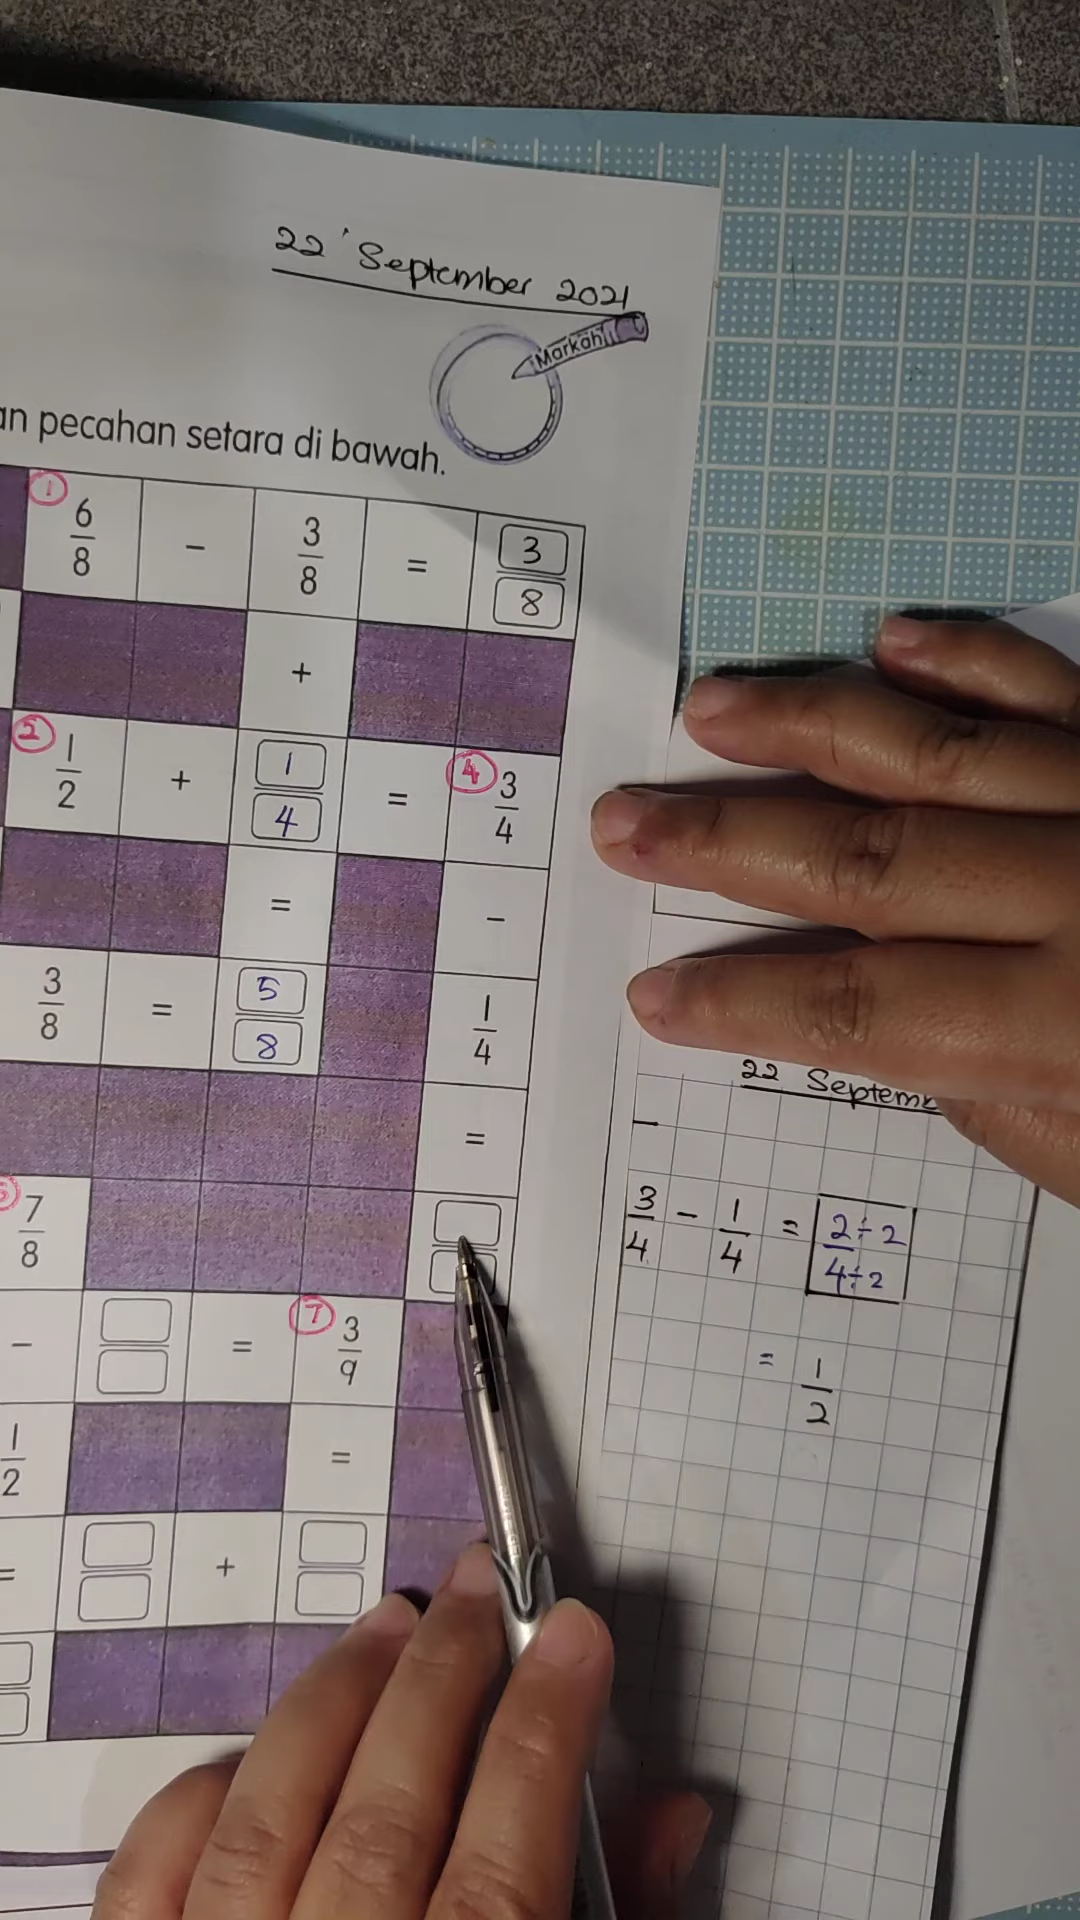 22 September 2021
Markah
an pecahan setara di bawah.
1 6/8 - 3/8 = 3/8
+
2 1/2 + 1/4 = 4 3/4
= -
3/8 = 5/8 1/4
=
7/8
- = 7 3/9
1/2 =
= +
22 Septem
-
3/4 - 1/4 = 2÷2/4÷2
= 1/2